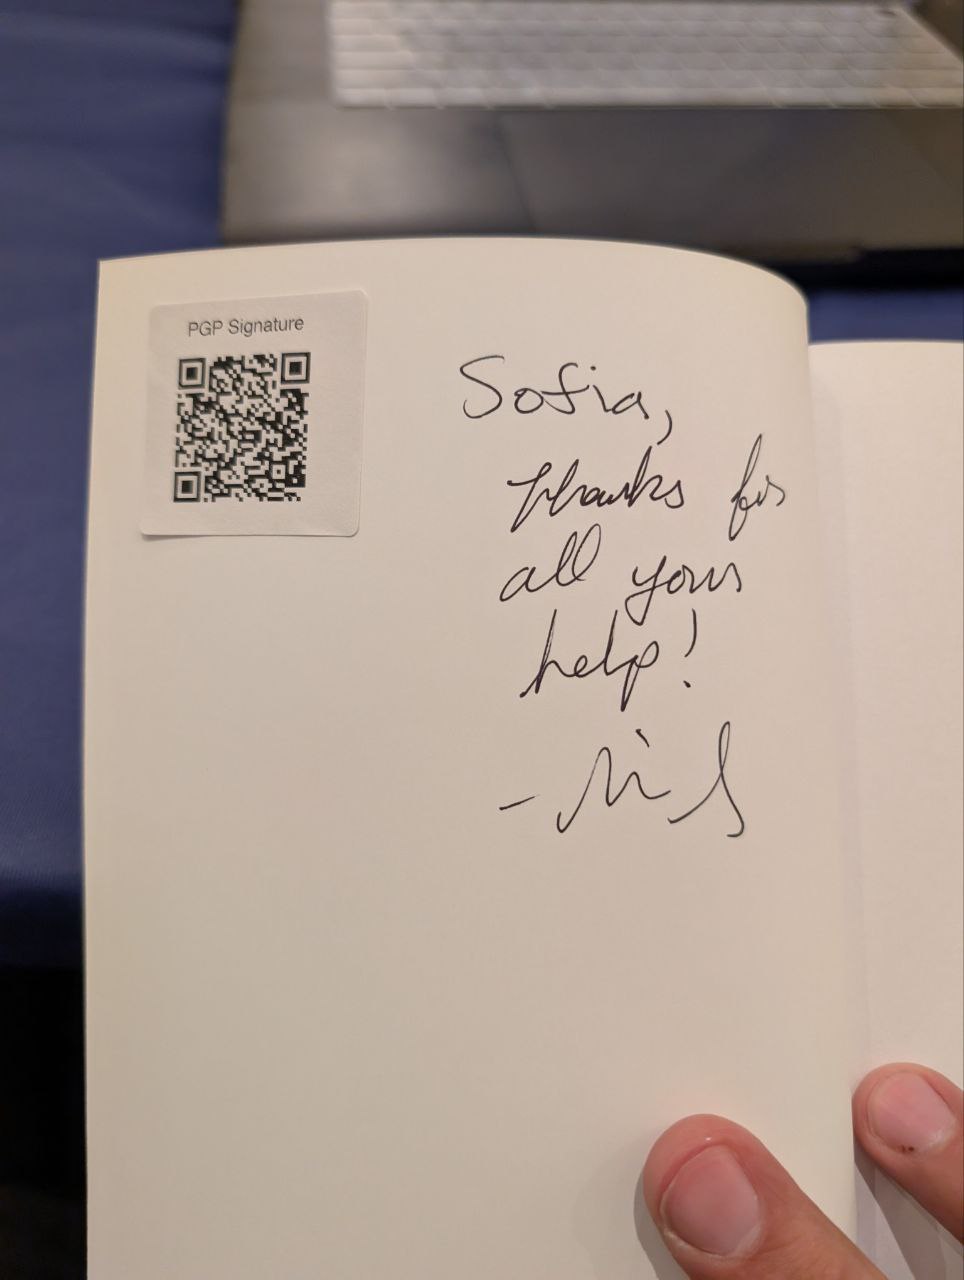 PGP Signature
Sofia,
thanks for
all your
help!